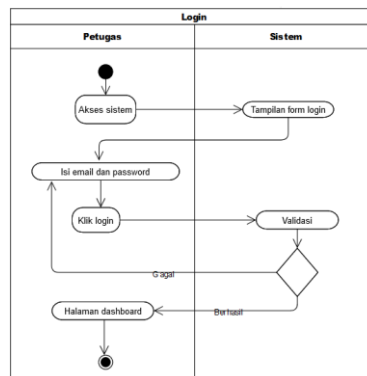 Login
Petugas
Sistem
Akses sistem
Tampilan form login
Isi email dan password
Klik login
Validasi
Gagal
Halaman dashboard
Berhasil